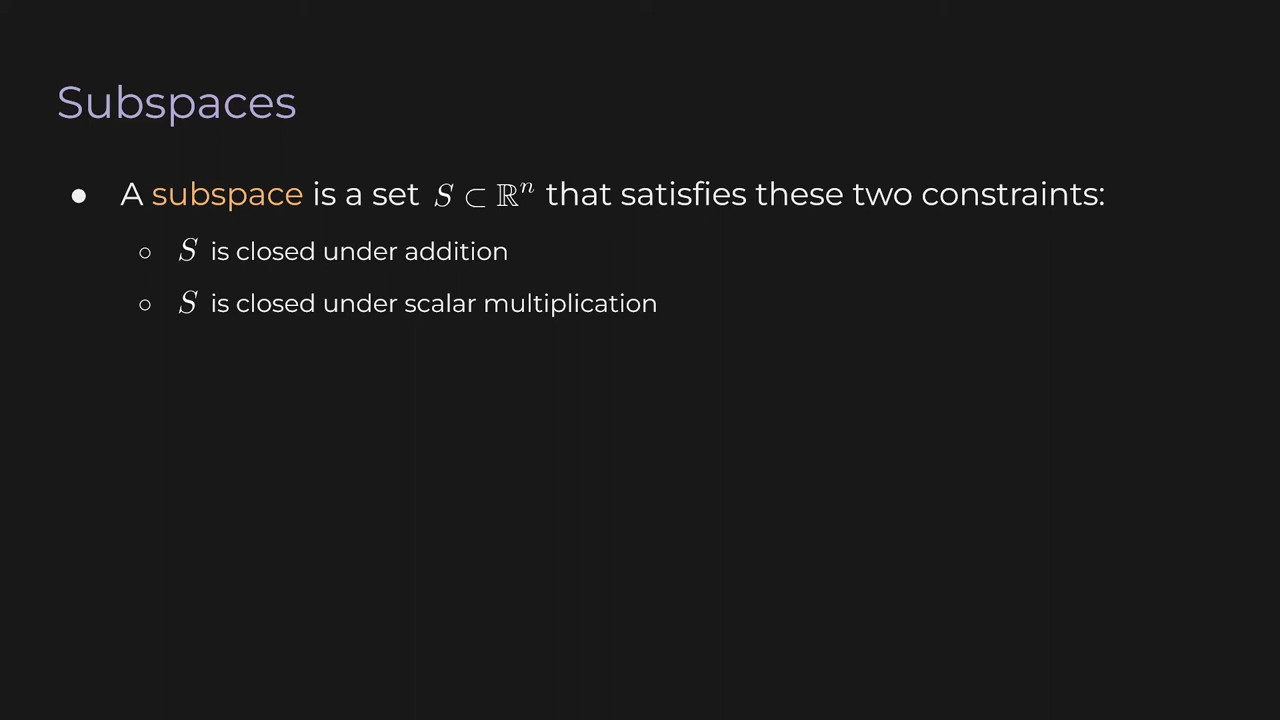 Subspaces
● A subspace is a set S ⊂ ℝⁿ that satisfies these two constraints:
○ S is closed under addition
○ S is closed under scalar multiplication